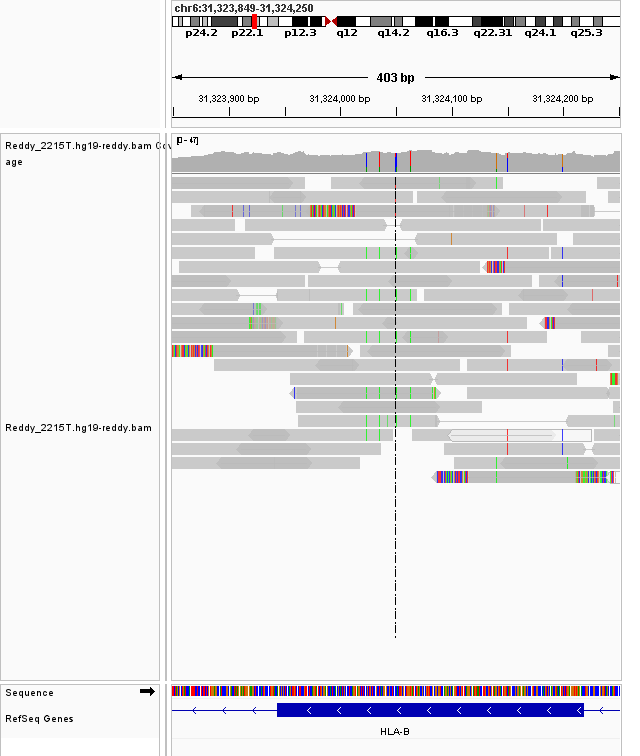 chr6:31,323,849-31,324,250
p24.2 p22.1 p12.3 q12 q14.2 q16.3 q22.31 q24.1 q25.3
403 bp
31,323,900 bp 31,324,000 bp 31,324,100 bp 31,324,200 bp
[0 - 47]
Reddy_2215T.hg19-reddy.bam Cov
age
Reddy_2215T.hg19-reddy.bam
Sequence
RefSeq Genes
HLA-B